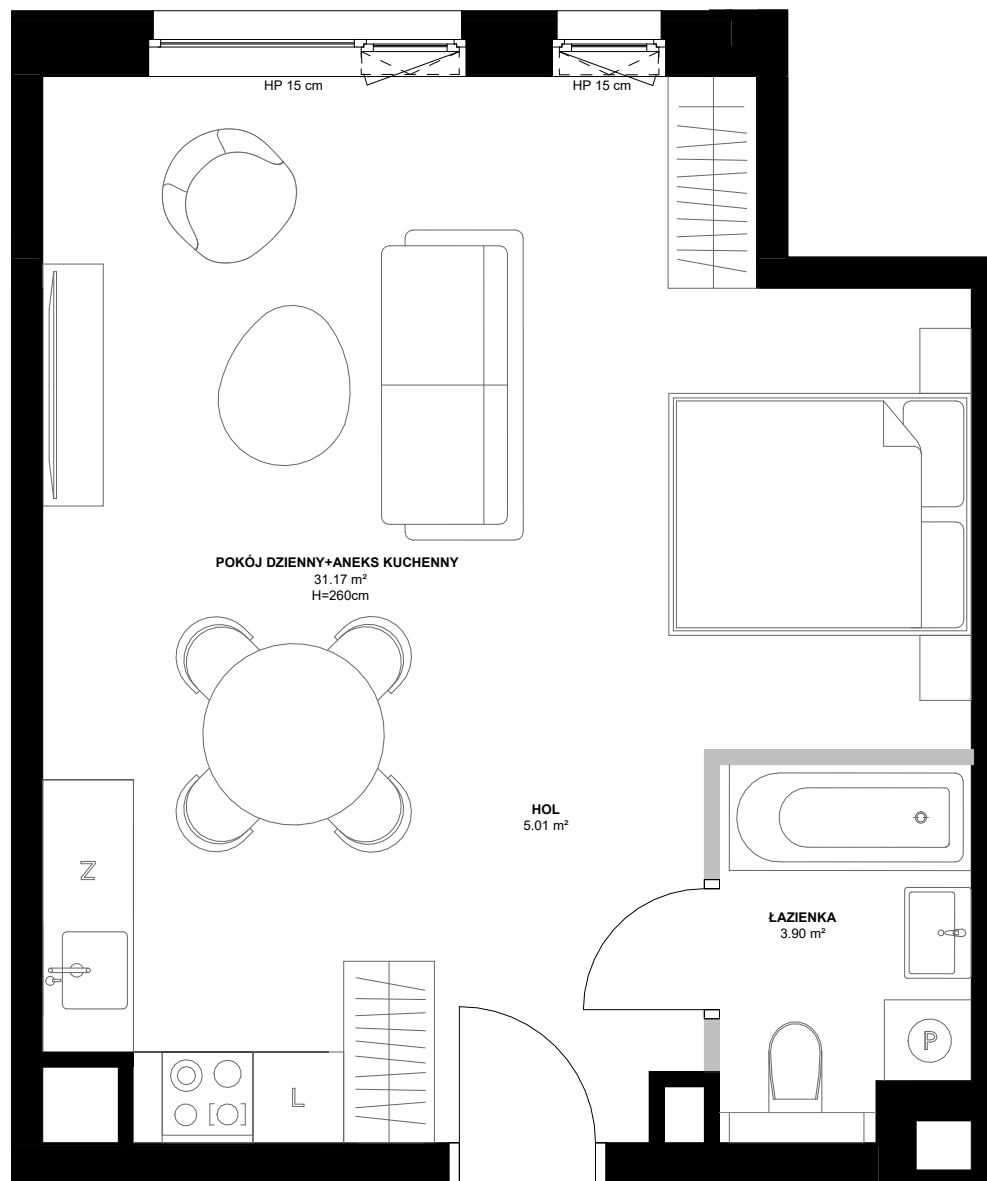 HP 15 cm
HP 15 cm
POKÓJ DZIENNY+ANEKS KUCHENNY
31.17 m²
H=260cm
HOL
5.01 m²
Z
ŁAZIENKA
3.90 m²
P
L